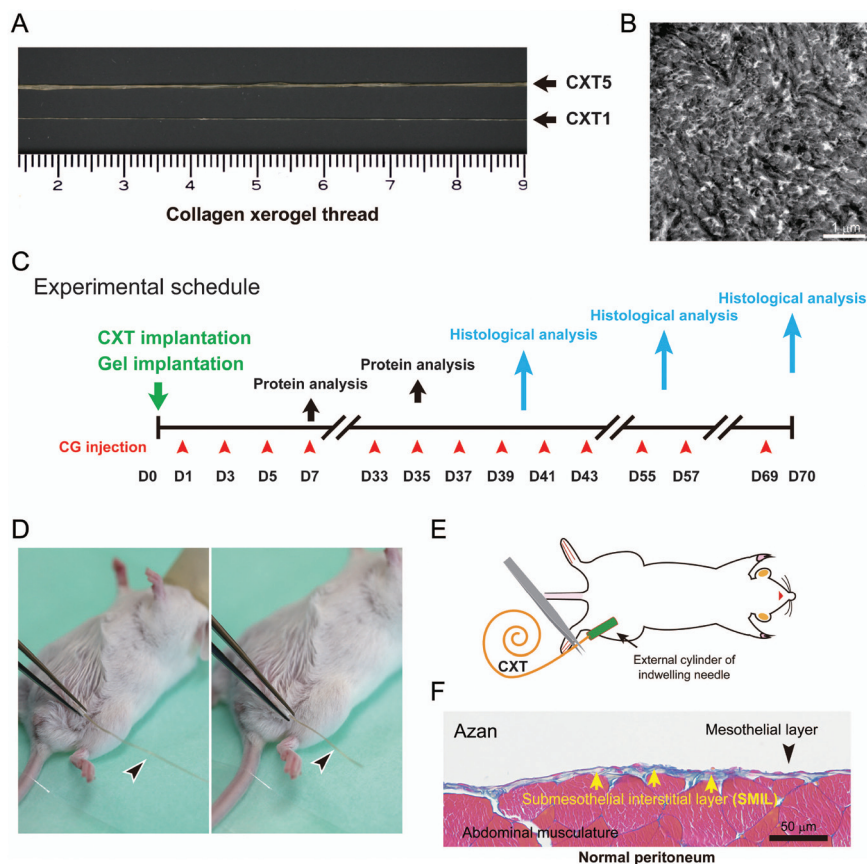 A
CXT5
CXT1
2 3 4 5 6 7 8 9
Collagen xerogel thread
B
1 μm
C
Experimental schedule
CXT implantation
Gel implantation
Protein analysis
Protein analysis
Histological analysis
Histological analysis
Histological analysis
CG injection
D0 D1 D3 D5 D7 D33 D35 D37 D39 D41 D43 D55 D57 D69 D70
D
E
CXT
External cylinder of
indwelling needle
F
Azan
Mesothelial layer
Submesothelial interstitial layer (SMIL)
Abdominal musculature
50 μm
Normal peritoneum